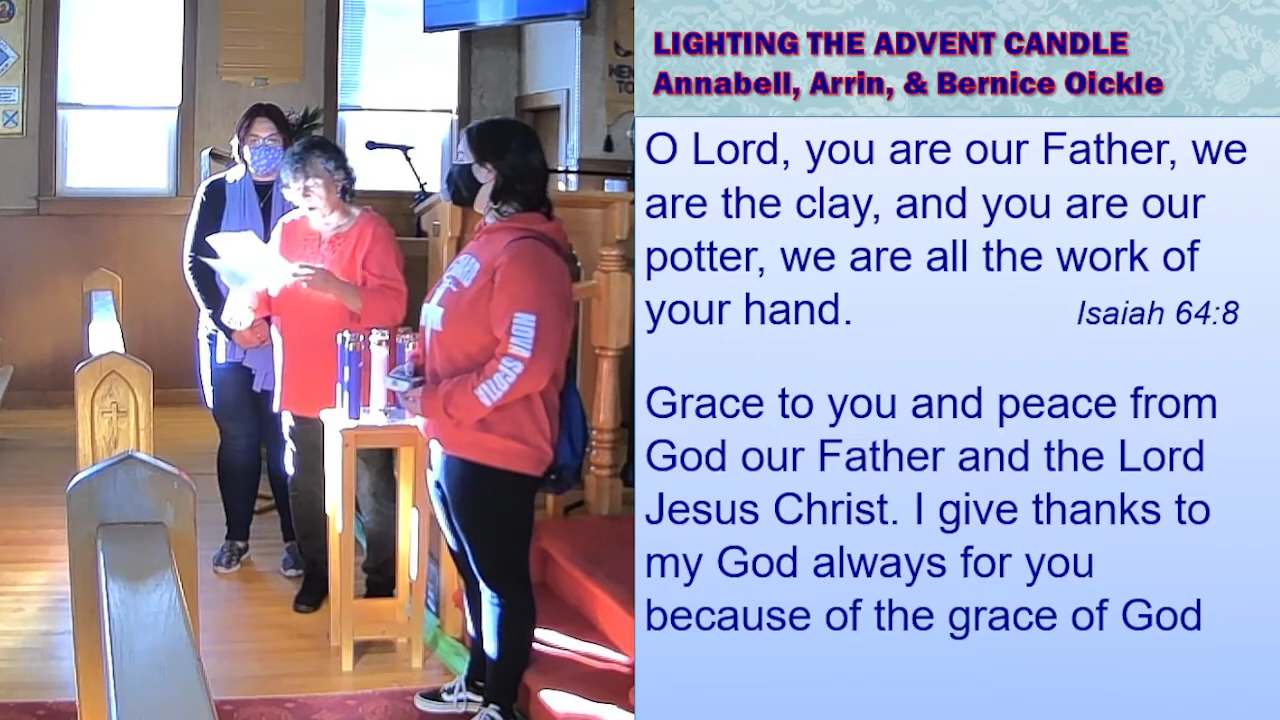 LIGHTING THE ADVENT CANDLE
Annabell, Arrin, & Bernice Oickle
O Lord, you are our Father, we
are the clay, and you are our
potter, we are all the work of
your hand. Isaiah 64:8
Grace to you and peace from
God our Father and the Lord
Jesus Christ. I give thanks to
my God always for you
because of the grace of God
NOVA SCOTIA